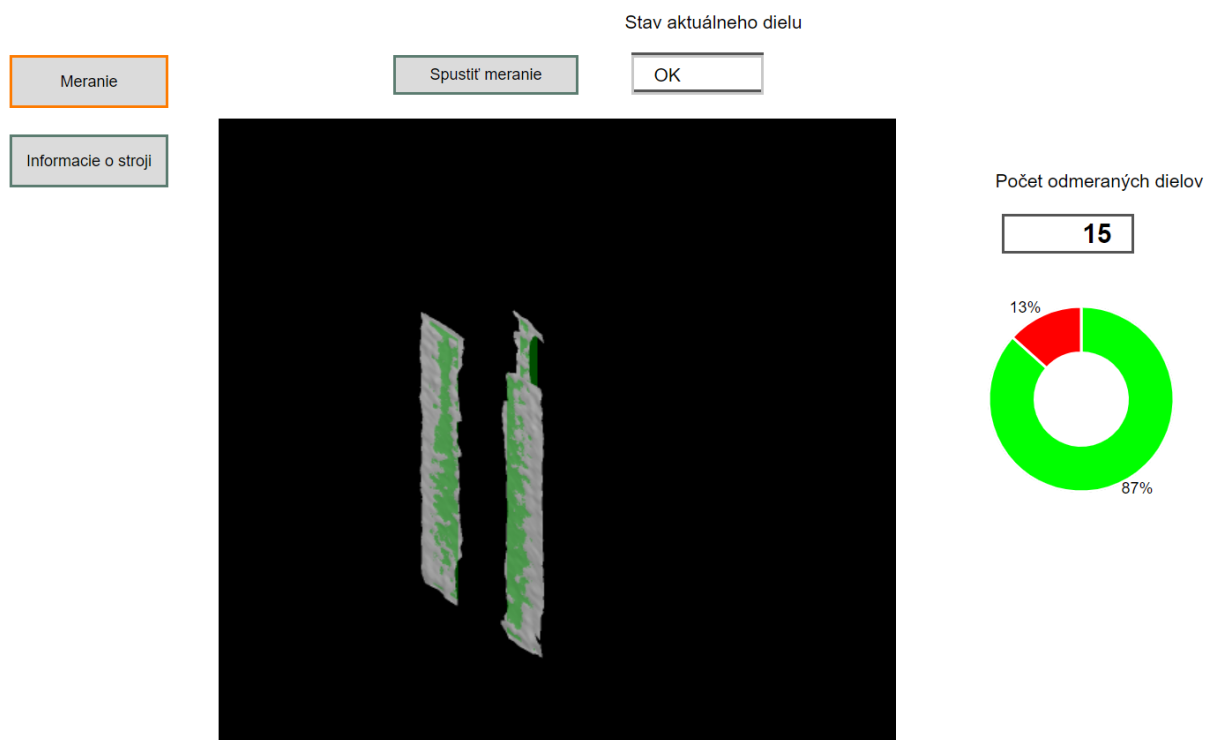 Stav aktuálneho dielu
Meranie
Spustiť meranie
OK
Informacie o stroji
Počet odmeraných dielov
15
13%
87%